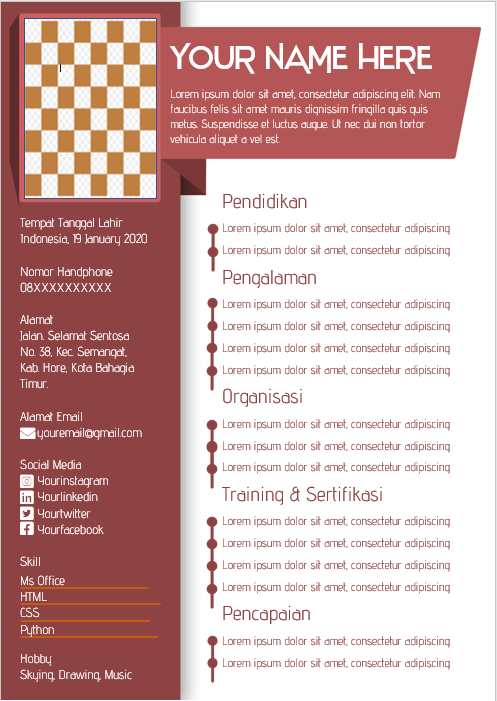 YOUR NAME HERE
Lorem ipsum dolor sit amet, consectetur adipiscing elit. Nam
faucibus felis sit amet mauris dignissim fringilla quis quis
metus. Suspendisse et luctus augue. Ut nec dui non tortor
vehicula aliquet a vel est.
Tempat Tanggal Lahir
Indonesia, 19 January 2020
Nomor Handphone
08XXXXXXXXXX
Alamat
Jalan. Selamat Sentosa
No. 38, Kec. Semangat,
Kab. Hore, Kota Bahagia
Timur.
Alamat Email
youremail@gmail.com
Social Media
Yourinstagram
Yourlinkedin
Yourtwitter
Yourfacebook
Skill
Ms Office
HTML
CSS
Python
Hobby
Skying, Drawing, Music
Pendidikan
Lorem ipsum dolor sit amet, consectetur adipiscing
Lorem ipsum dolor sit amet, consectetur adipiscing
Pengalaman
Lorem ipsum dolor sit amet, consectetur adipiscing
Lorem ipsum dolor sit amet, consectetur adipiscing
Lorem ipsum dolor sit amet, consectetur adipiscing
Lorem ipsum dolor sit amet, consectetur adipiscing
Organisasi
Lorem ipsum dolor sit amet, consectetur adipiscing
Lorem ipsum dolor sit amet, consectetur adipiscing
Lorem ipsum dolor sit amet, consectetur adipiscing
Training & Sertifikasi
Lorem ipsum dolor sit amet, consectetur adipiscing
Lorem ipsum dolor sit amet, consectetur adipiscing
Lorem ipsum dolor sit amet, consectetur adipiscing
Lorem ipsum dolor sit amet, consectetur adipiscing
Pencapaian
Lorem ipsum dolor sit amet, consectetur adipiscing
Lorem ipsum dolor sit amet, consectetur adipiscing